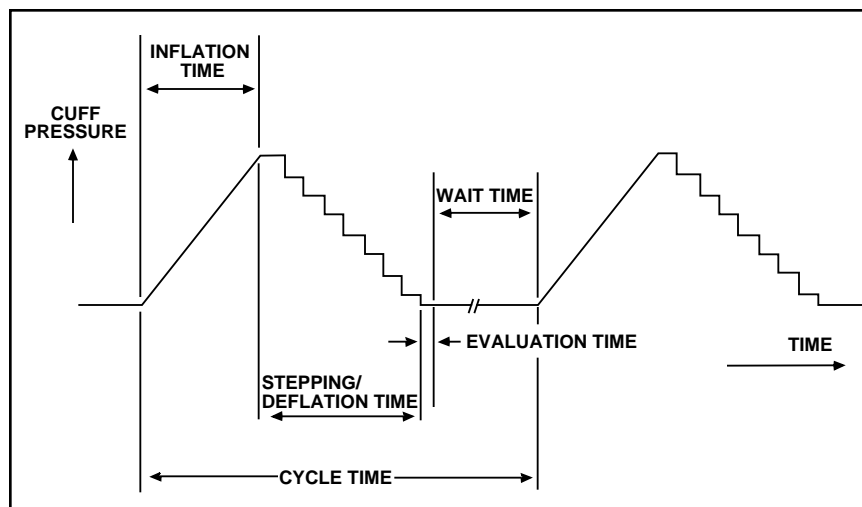 INFLATION
TIME
CUFF
PRESSURE
WAIT TIME
EVALUATION TIME
TIME
STEPPING/
DEFLATION TIME
CYCLE TIME